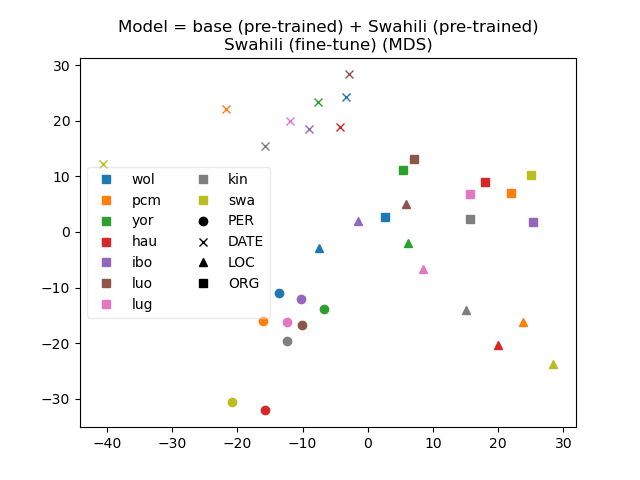 Model = base (pre-trained) + Swahili (pre-trained)
Swahili (fine-tune) (MDS)
30
20
10
0
−10
−20
−30
wol
pcm
yor
hau
ibo
luo
lug
kin
swa
PER
DATE
LOC
ORG
−40 −30 −20 −10 0 10 20 30